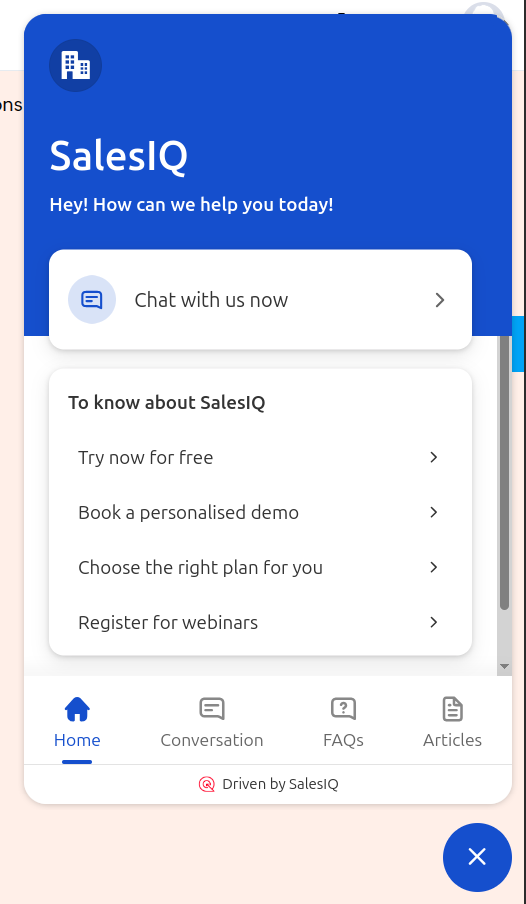 ons
SalesIQ
Hey! How can we help you today!
Chat with us now
To know about SalesIQ
Try now for free
Book a personalised demo
Choose the right plan for you
Register for webinars
Home
Conversation
FAQs
Articles
Driven by SalesIQ